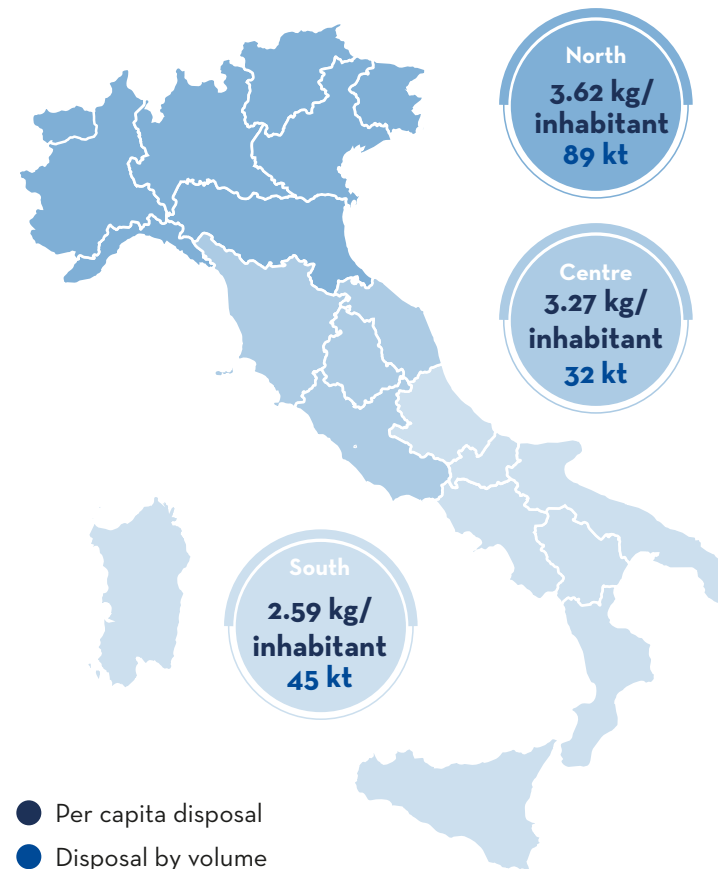 North
3.62 kg/
inhabitant
89 kt
Centre
3.27 kg/
inhabitant
32 kt
South
2.59 kg/
inhabitant
45 kt
Per capita disposal
Disposal by volume